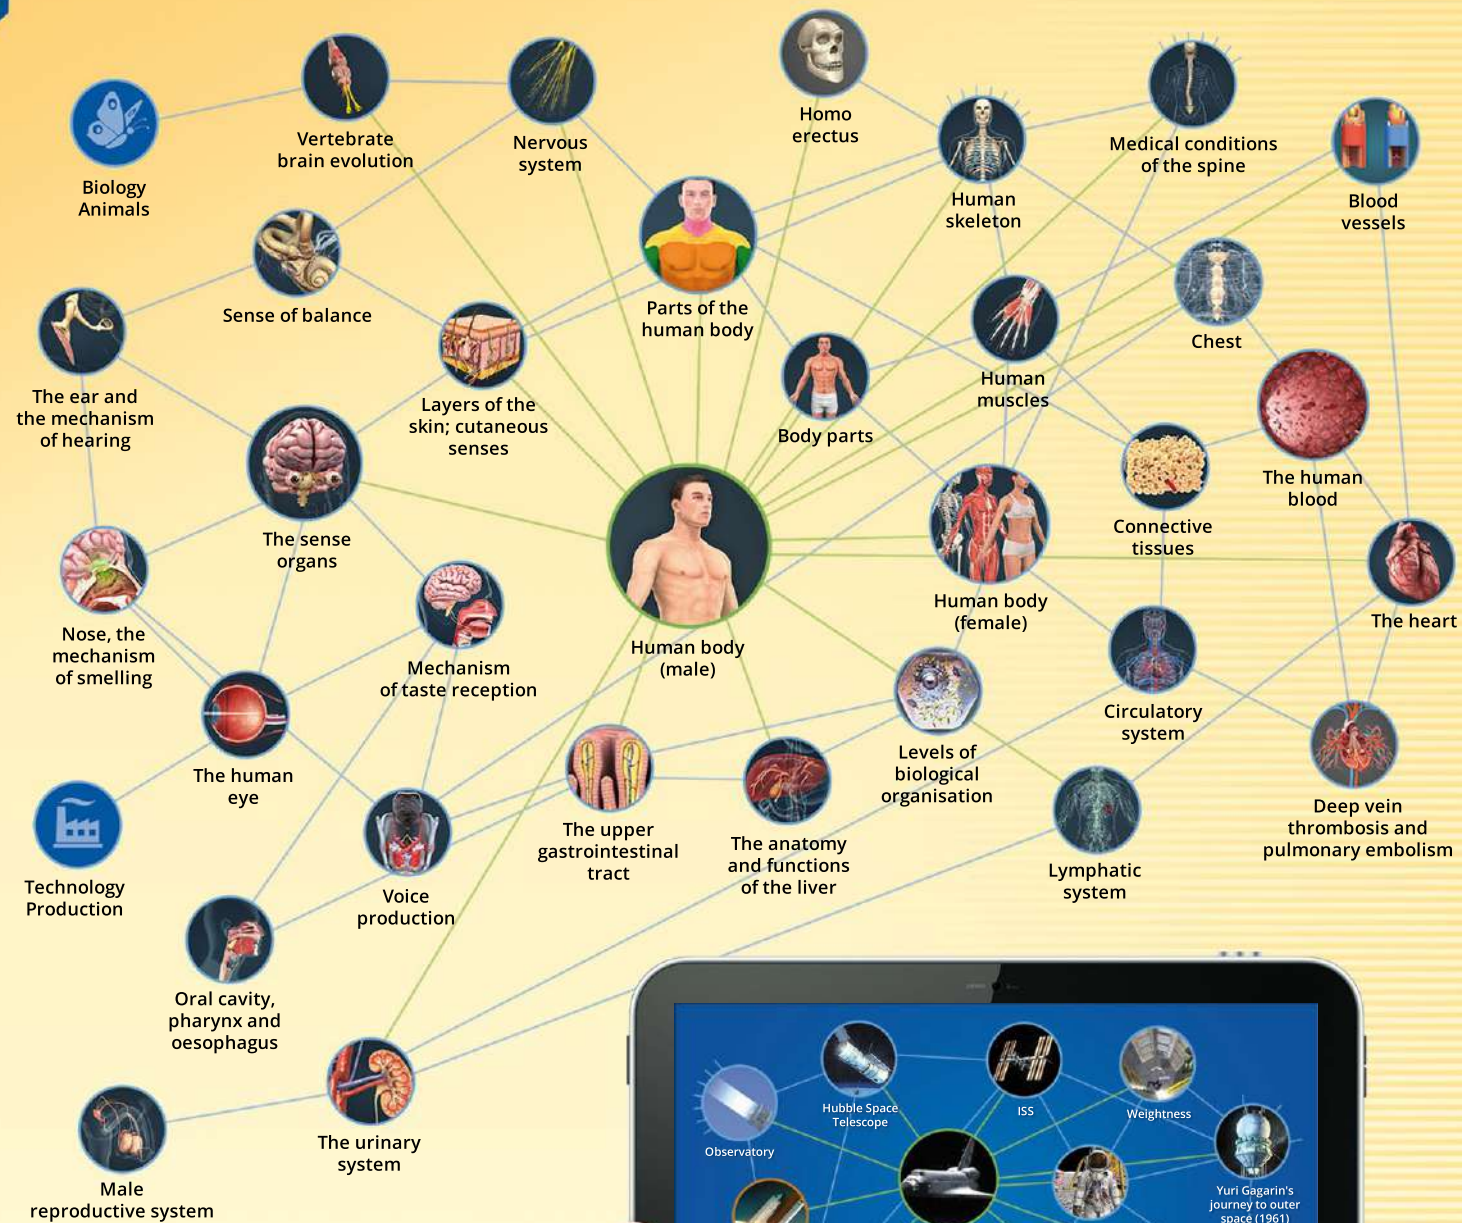 Biology
Animals
Vertebrate
brain evolution
Nervous
system
Homo
erectus
Human
skeleton
Medical conditions
of the spine
Blood
vessels
Sense of balance
Parts of the
human body
Chest
The ear and
the mechanism
of hearing
Layers of the
skin; cutaneous
senses
Body parts
Human
muscles
The human
blood
The sense
organs
Connective
tissues
Nose, the
mechanism
of smelling
Mechanism
of taste reception
Human body
(male)
Human body
(female)
The heart
The human
eye
Levels of
biological
organisation
Circulatory
system
Technology
Production
Voice
production
The upper
gastrointestinal
tract
The anatomy
and functions
of the liver
Lymphatic
system
Deep vein
thrombosis and
pulmonary embolism
Oral cavity,
pharynx and
oesophagus
The urinary
system
Male
reproductive system
Observatory
Hubble Space
Telescope
ISS
Weightness
Yuri Gagarin's
journey to outer
space (1961)